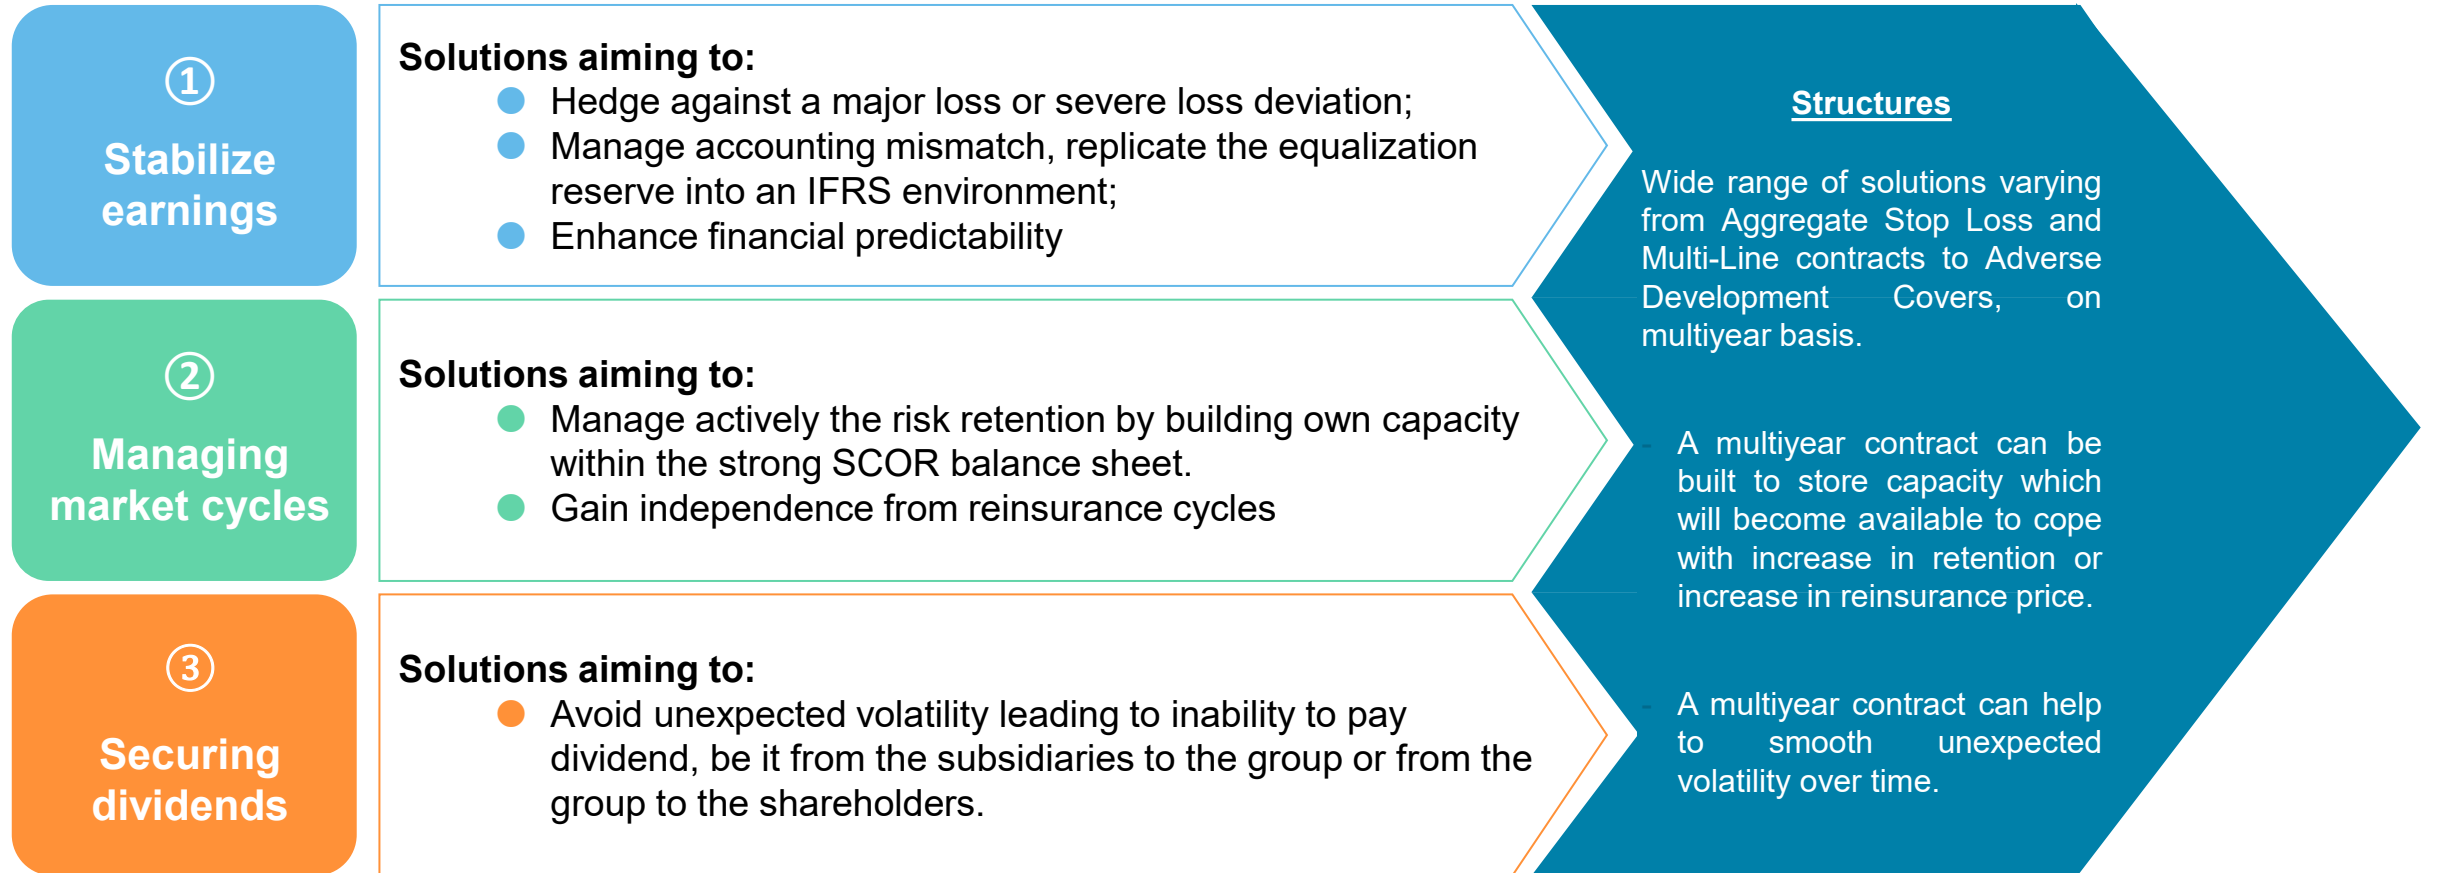 ①
Stabilize
earnings
Solutions aiming to:
Hedge against a major loss or severe loss deviation;
Manage accounting mismatch, replicate the equalization
reserve into an IFRS environment;
Enhance financial predictability
②
Managing
market cycles
Solutions aiming to:
Manage actively the risk retention by building own capacity
within the strong SCOR balance sheet.
Gain independence from reinsurance cycles
③
Securing
dividends
Solutions aiming to:
Avoid unexpected volatility leading to inability to pay
dividend, be it from the subsidiaries to the group or from the
group to the shareholders.
Structures
Wide range of solutions varying
from Aggregate Stop Loss and
Multi-Line contracts to Adverse
Development Covers, on
multiyear basis.
- A multiyear contract can be
built to store capacity which
will become available to cope
with increase in retention or
increase in reinsurance price.
- A multiyear contract can help
to smooth unexpected
volatility over time.